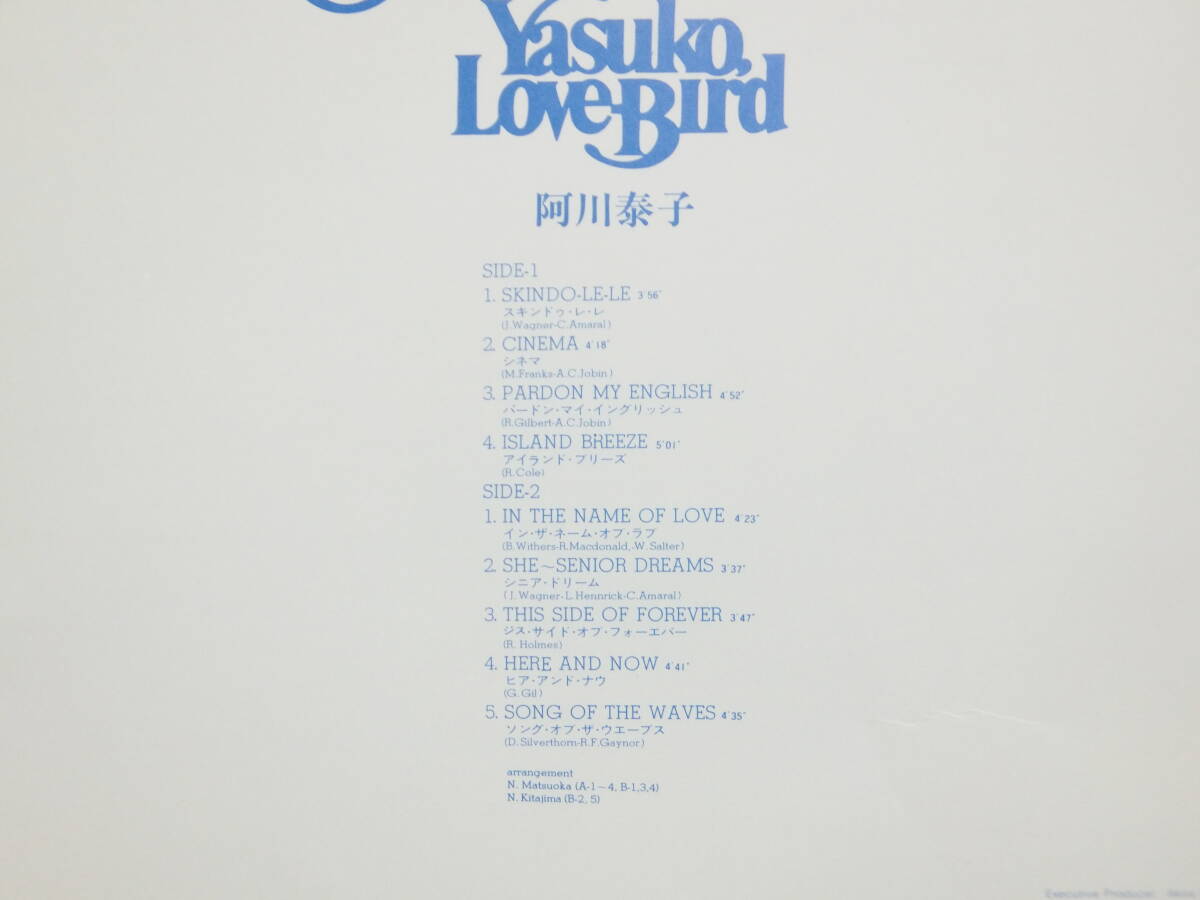 Yasuko,
Love-Bird
阿川泰子
SIDE-1
1. SKINDO-LE-LE 3'56"
スキンドゥ・レ・レ
(J.Wagner-C.Amaral)
2. CINEMA 4'18"
シネマ
(M.Franks-A.C.Jobin)
3. PARDON MY ENGLISH 4'52"
パードン・マイ・イングリッシュ
(R.Gilbert-A.C.Jobin)
4. ISLAND BREEZE 5'01"
アイランド・ブリーズ
(R.Cole)
SIDE-2
1. IN THE NAME OF LOVE 4'23"
イン・ザ・ネーム・オブ・ラブ
(B.Withers-R.Macdonald,-W.Salter)
2. SHE~SENIOR DREAMS 3'37"
シニア・ドリーム
(J.Wagner-L.Hennrick-C.Amaral)
3. THIS SIDE OF FOREVER 3'47"
ジス・サイド・オブ・フォーエバー
(R. Holmes)
4. HERE AND NOW 4'41"
ヒア・アンド・ナウ
(G.Gil)
5. SONG OF THE WAVES 4'35"
ソング・オブ・ザ・ウエーブス
(D.Silverthorn-R.F.Gaynor)
arrangement
N. Matsuoka (A-1~4, B-1,3,4)
N. Kitajima (B-2, 5)
Executive Producer